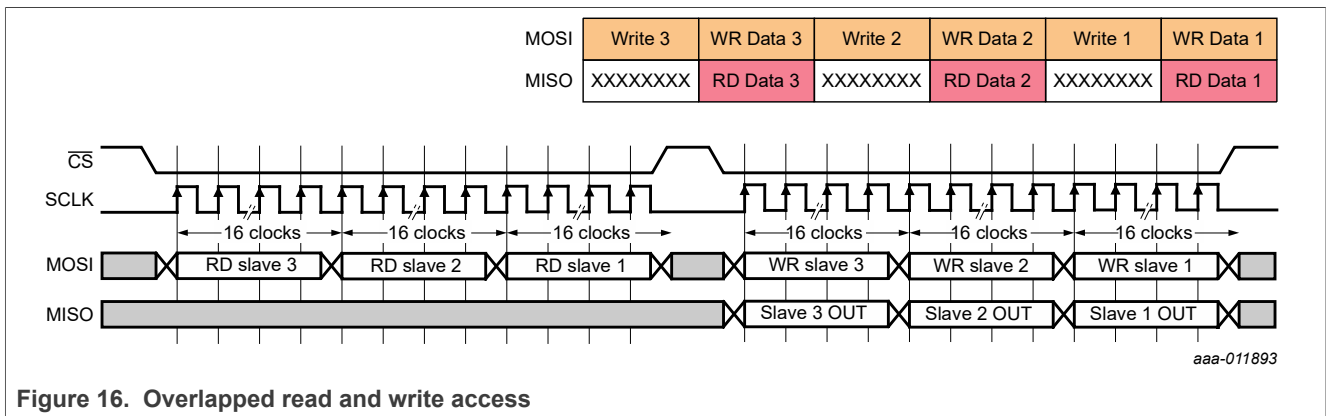 MOSI Write 3 WR Data 3 Write 2 WR Data 2 Write 1 WR Data 1
MISO XXXXXXXX RD Data 3 XXXXXXXX RD Data 2 XXXXXXXX RD Data 1
CS
SCLK
16 clocks 16 clocks 16 clocks 16 clocks 16 clocks 16 clocks
MOSI RD slave 3 RD slave 2 RD slave 1 WR slave 3 WR slave 2 WR slave 1
MISO Slave 3 OUT Slave 2 OUT Slave 1 OUT
aaa-011893
Figure 16. Overlapped read and write access